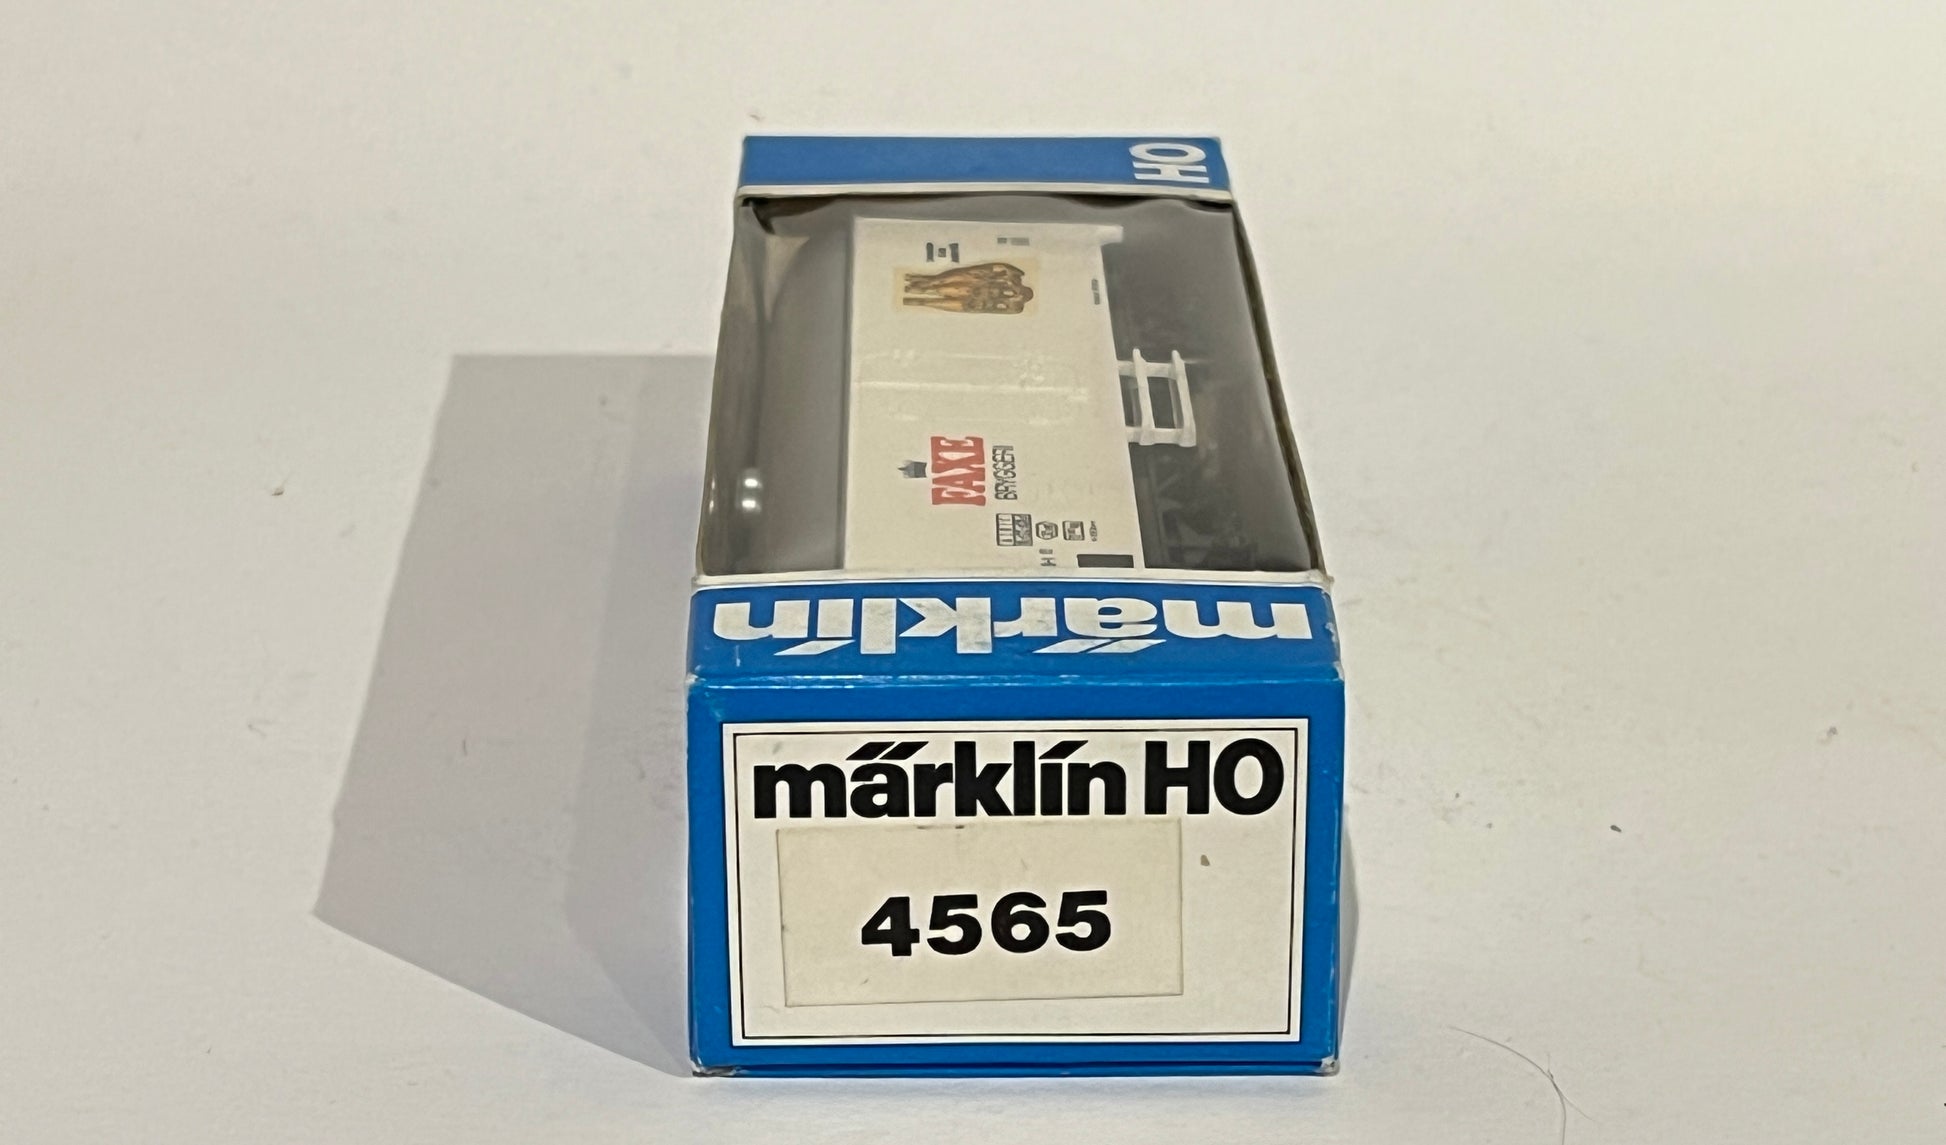 HO
FAXE
BRYGGERI
märklin
märklin HO
4565